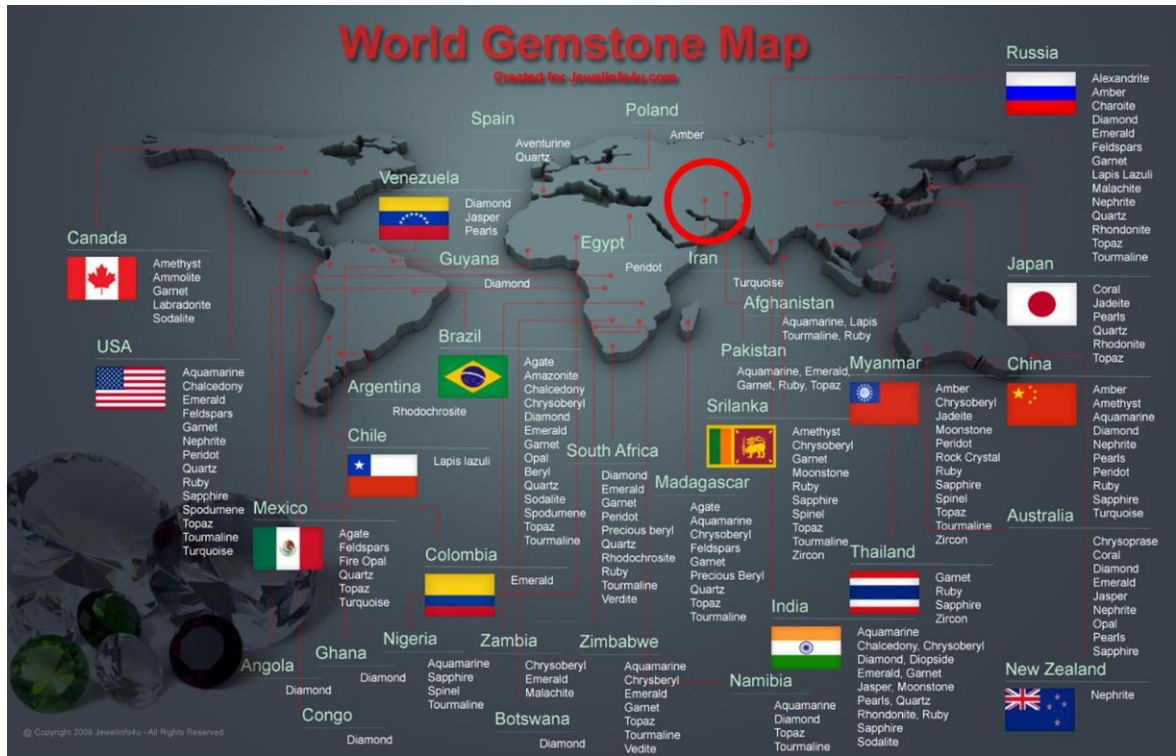 World Gemstone Map
Created for JewelInfo4u.com
Russia
Alexandrite
Amber
Charoite
Diamond
Emerald
Feldspars
Garnet
Lapis Lazuli
Malachite
Nephrite
Quartz
Rhondonite
Topaz
Tourmaline
Poland
Amber
Spain
Aventurine
Quartz
Venezuela
Diamond
Jasper
Pearls
Canada
Amethyst
Ammolite
Garnet
Labradorite
Sodalite
Guyana
Diamond
Egypt
Peridot
Iran
Turquoise
Japan
Coral
Jadeite
Pearls
Quartz
Rhodonite
Topaz
Afghanistan
Aquamarine, Lapis
Tourmaline, Ruby
USA
Aquamarine
Chalcedony
Emerald
Feldspars
Garnet
Nephrite
Peridot
Quartz
Ruby
Sapphire
Spodumene
Topaz
Tourmaline
Turquoise
Brazil
Agate
Amazonite
Chalcedony
Chrysoberyl
Diamond
Emerald
Garnet
Opal
Beryl
Quartz
Sodalite
Spodumene
Topaz
Tourmaline
Pakistan
Aquamarine, Emerald,
Garnet, Ruby, Topaz
Myanmar
Amber
Chrysoberyl
Jadeite
Moonstone
Peridot
Rock Crystal
Ruby
Sapphire
Spinel
Topaz
Tourmaline
Zircon
China
Amber
Amethyst
Aquamarine
Diamond
Nephrite
Pearls
Peridot
Ruby
Sapphire
Turquoise
Argentina
Rhodochrosite
Srilanka
Amethyst
Chrysoberyl
Garnet
Moonstone
Ruby
Sapphire
Spinel
Topaz
Tourmaline
Zircon
Chile
Lapis lazuli
South Africa
Diamond
Emerald
Garnet
Peridot
Precious beryl
Quartz
Rhodochrosite
Ruby
Tourmaline
Verdite
Madagascar
Agate
Aquamarine
Chrysoberyl
Feldspars
Garnet
Precious Beryl
Quartz
Topaz
Tourmaline
Mexico
Agate
Feldspars
Fire Opal
Quartz
Topaz
Turquoise
Australia
Chrysoprase
Coral
Diamond
Emerald
Jasper
Nephrite
Opal
Pearls
Sapphire
Colombia
Emerald
Thailand
Garnet
Ruby
Sapphire
Zircon
India
Aquamarine
Chalcedony, Chrysoberyl
Diamond, Diopside
Emerald, Garnet
Jasper, Moonstone
Pearls, Quartz
Rhondonite, Ruby
Sapphire
Sodalite
Angola
Diamond
Ghana
Diamond
Nigeria
Aquamarine
Sapphire
Spinel
Tourmaline
Zambia
Chrysoberyl
Emerald
Malachite
Zimbabwe
Aquamarine
Chrysberyl
Emerald
Garnet
Topaz
Tourmaline
Vedite
Namibia
Aquamarine
Diamond
Topaz
Tourmaline
New Zealand
Nephrite
Congo
Diamond
Botswana
Diamond
@ Copyright 2009 JewelInfo4u - All Rights Reserved.